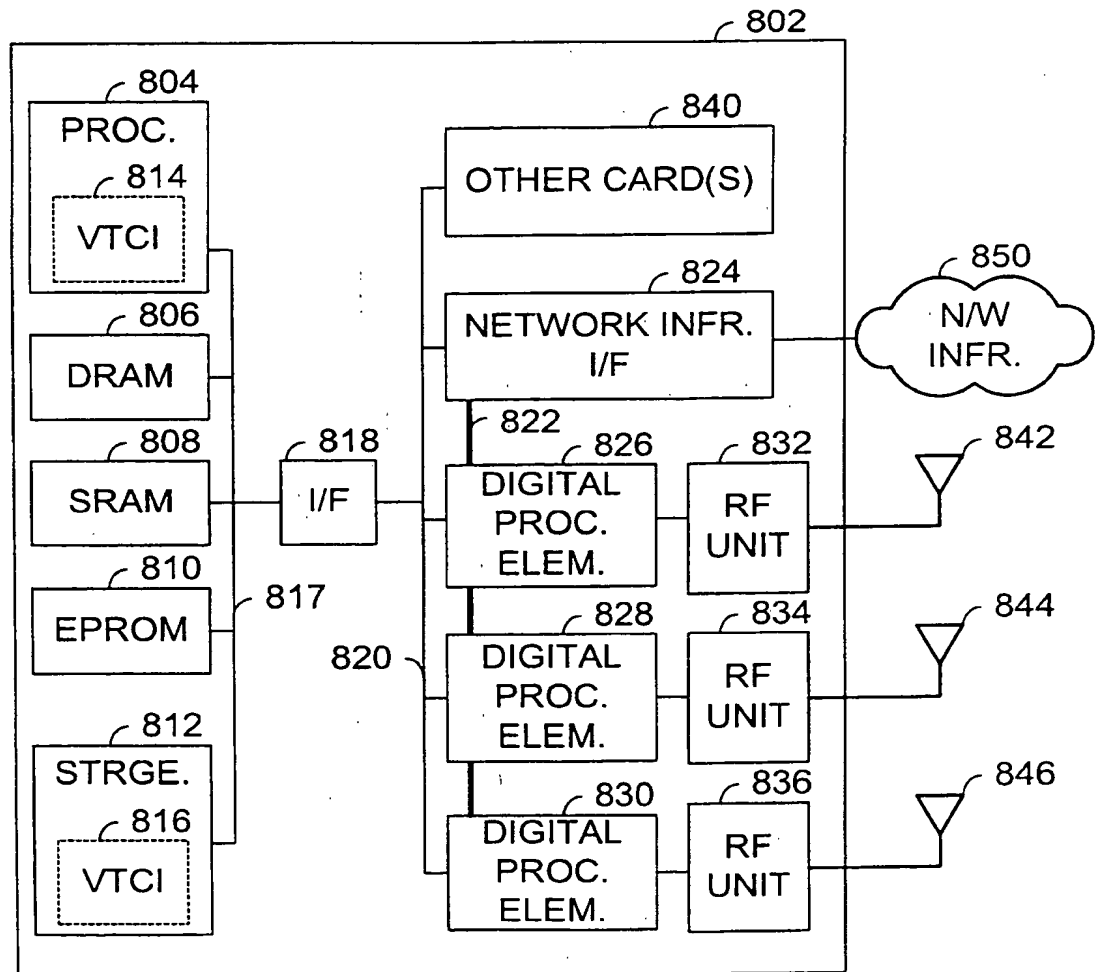 802
804
PROC.
814
VTCI
806
DRAM
808
SRAM
810
EPROM
817
812
STRGE.
816
VTCI
818
I/F
820
840
OTHER CARD(S)
824
NETWORK INFR.
I/F
822
826
DIGITAL
PROC.
ELEM.
832
RF
UNIT
828
DIGITAL
PROC.
ELEM.
834
RF
UNIT
830
DIGITAL
PROC.
ELEM.
836
RF
UNIT
850
N/W
INFR.
842
844
846